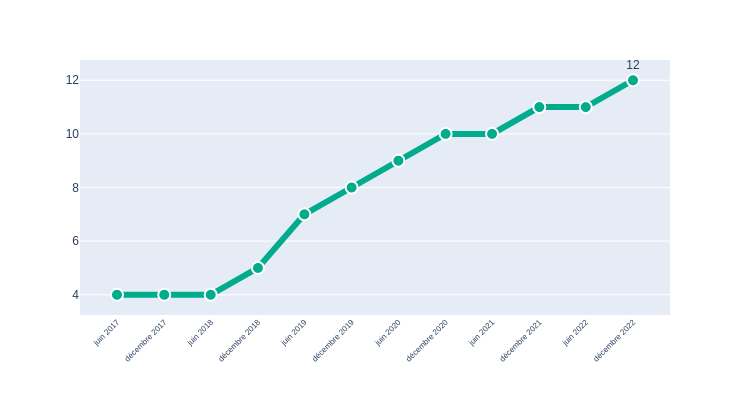 12
12
10
8
6
4
juin 2017
décembre 2017
juin 2018
décembre 2018
juin 2019
décembre 2019
juin 2020
décembre 2020
juin 2021
décembre 2021
juin 2022
décembre 2022